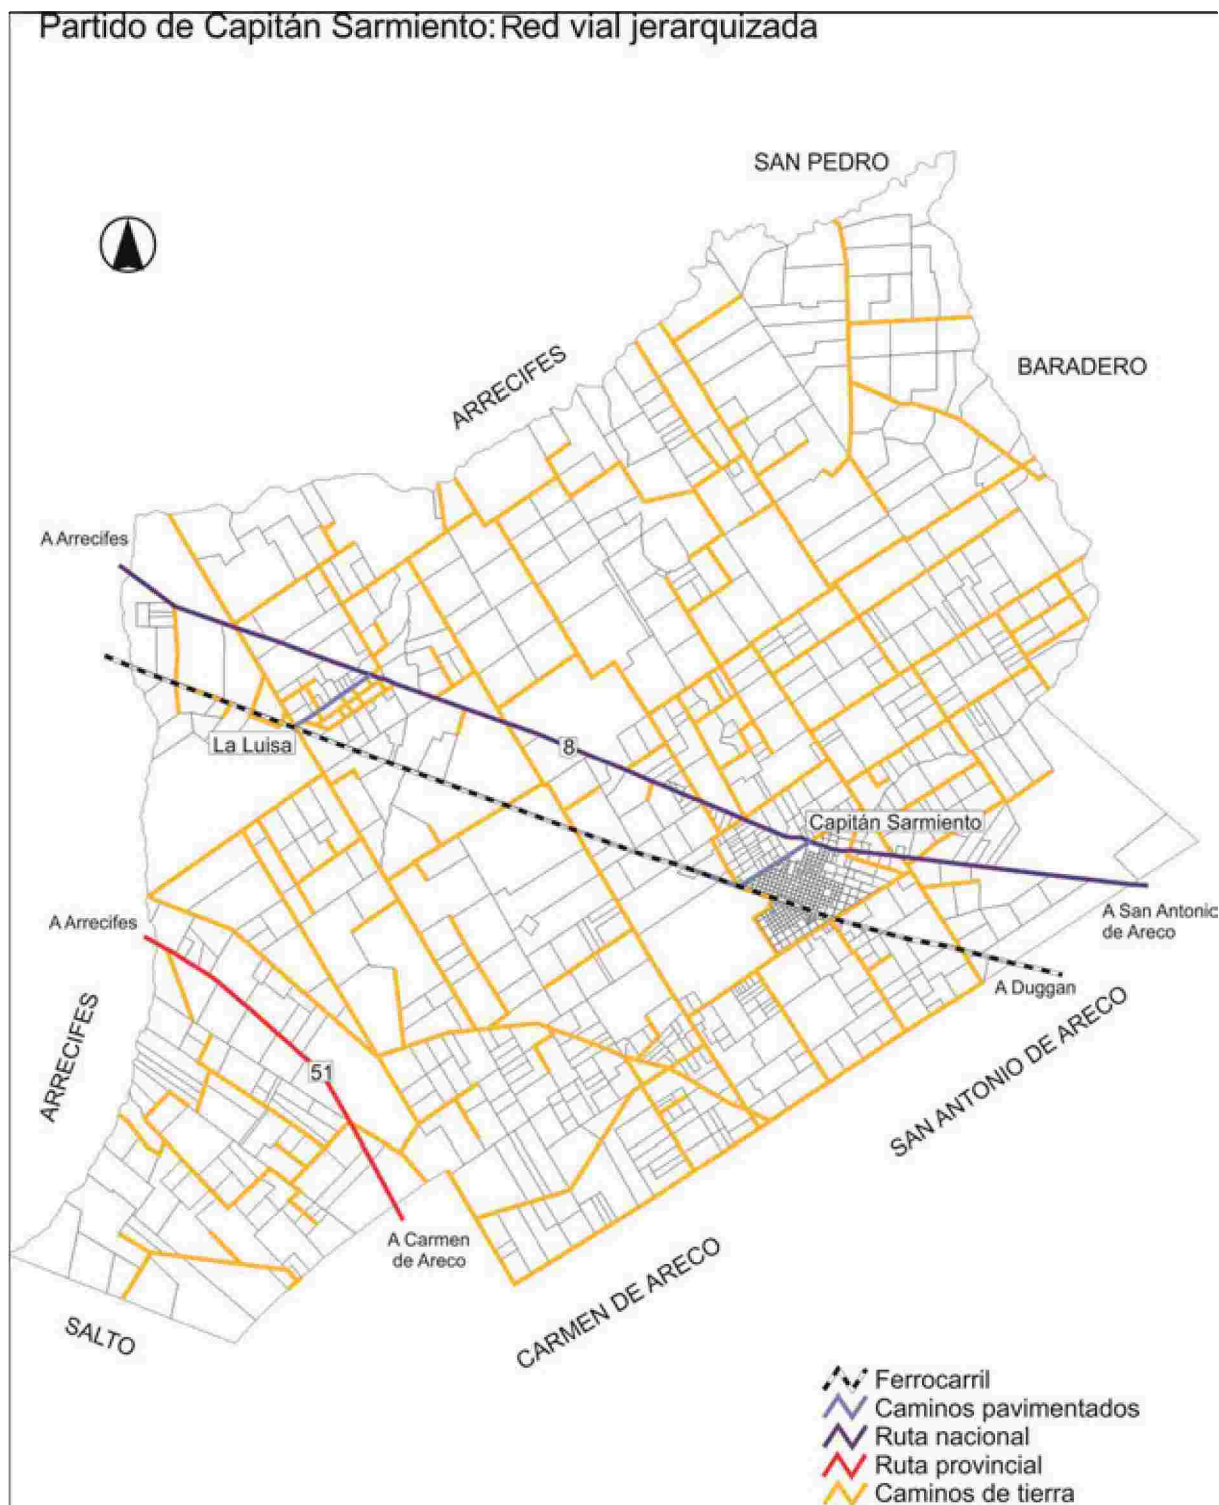 Partido de Capitán Sarmiento: Red vial jerarquizada
SAN PEDRO
ARRECIFES
BARADERO
A Arrecifes
La Luisa
8
Capitán Sarmiento
A Arrecifes
A San Antonio
de Areco
A Duggan
ARRECIFES
51
SAN ANTONIO DE ARECO
A Carmen
de Areco
CARMEN DE ARECO
SALTO
Ferrocarril
Caminos pavimentados
Ruta nacional
Ruta provincial
Caminos de tierra